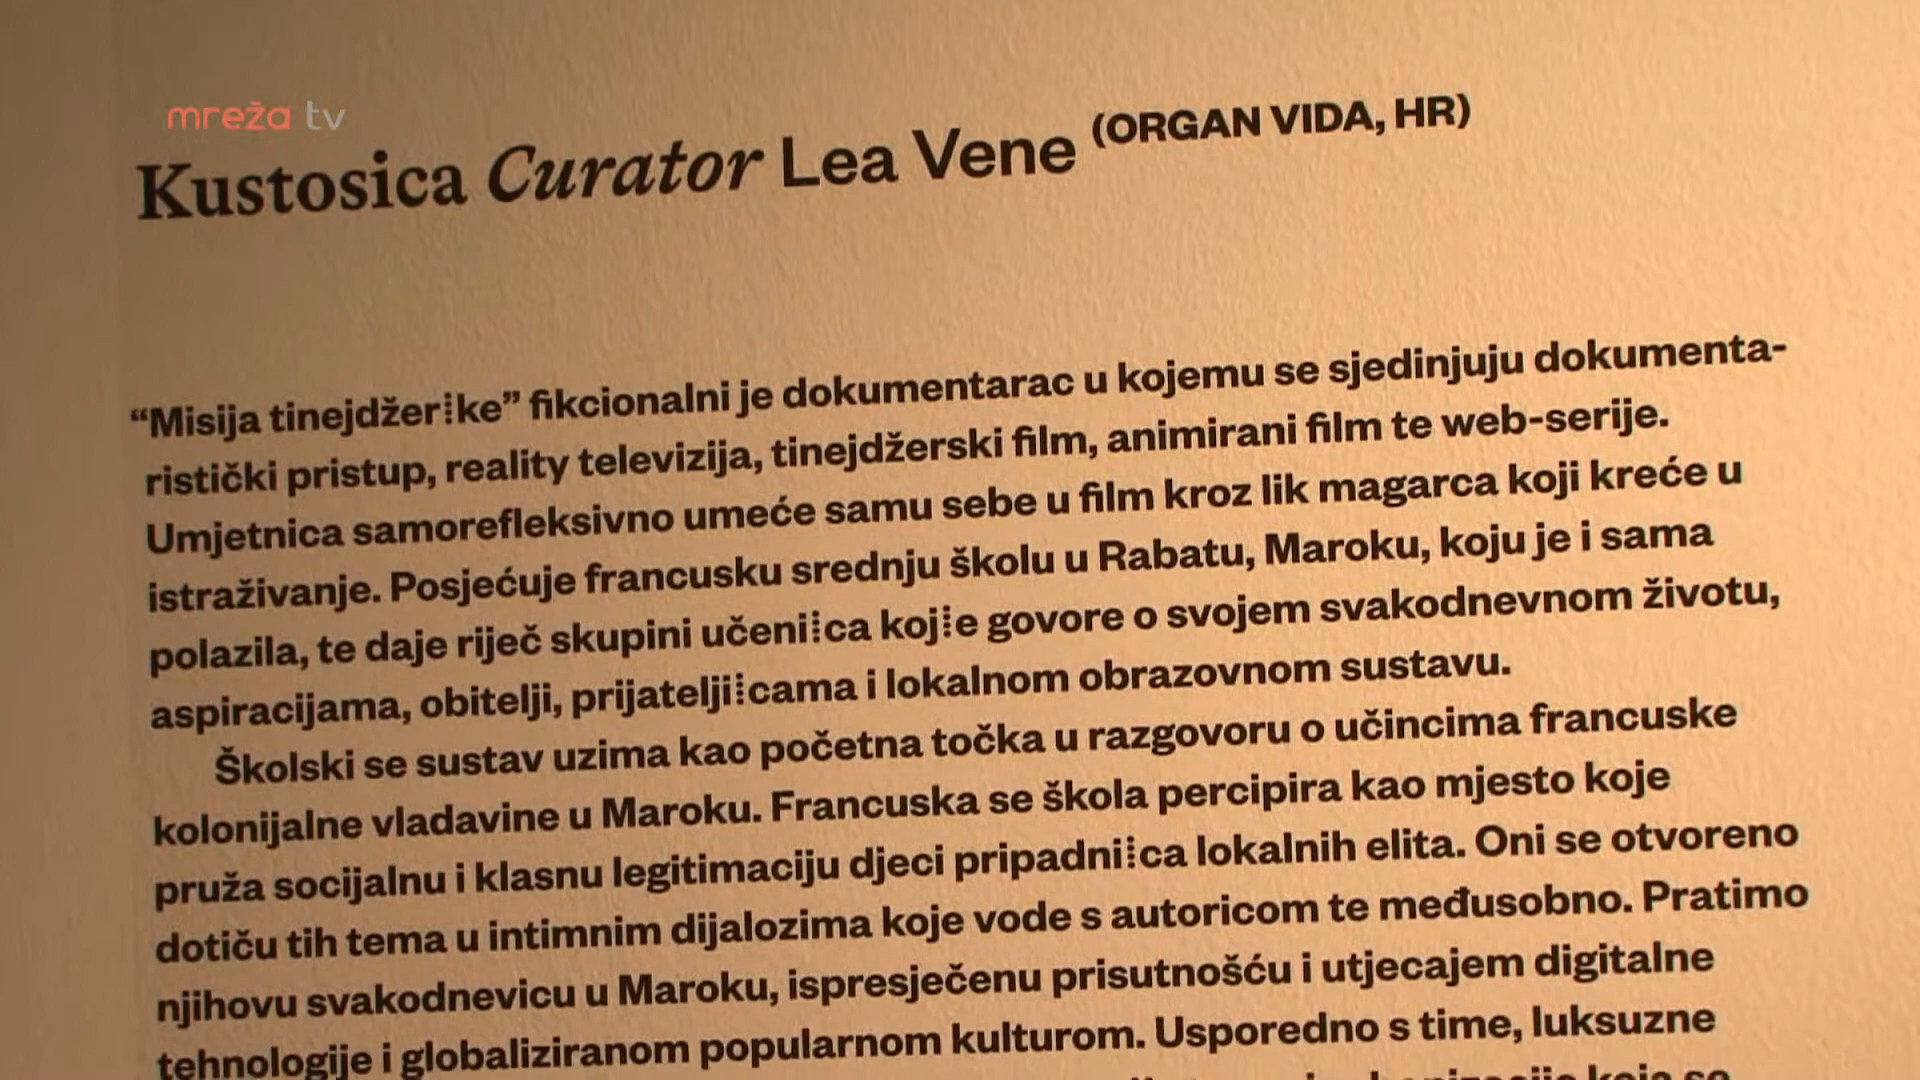 mreža tv
Kustosica Curator Lea Vene (ORGAN VIDA, HR)
“Misija tinejdžer⁞ke” fikcionalni je dokumentarac u kojemu se sjedinjuju dokumenta-
ristički pristup, reality televizija, tinejdžerski film, animirani film te web-serije.
Umjetnica samorefleksivno umeće samu sebe u film kroz lik magarca koji kreće u
istraživanje. Posjećuje francusku srednju školu u Rabatu, Maroku, koju je i sama
polazila, te daje riječ skupini učeni⁞ca koj⁞e govore o svojem svakodnevnom životu,
aspiracijama, obitelji, prijatelji⁞cama i lokalnom obrazovnom sustavu.
Školski se sustav uzima kao početna točka u razgovoru o učincima francuske
kolonijalne vladavine u Maroku. Francuska se škola percipira kao mjesto koje
pruža socijalnu i klasnu legitimaciju djeci pripadni⁞ca lokalnih elita. Oni se otvoreno
dotiču tih tema u intimnim dijalozima koje vode s autoricom te međusobno. Pratimo
njihovu svakodnevicu u Maroku, ispresječenu prisutnošću i utjecajem digitalne
tehnologije i globaliziranom popularnom kulturom. Usporedno s time, luksuzne
koja se